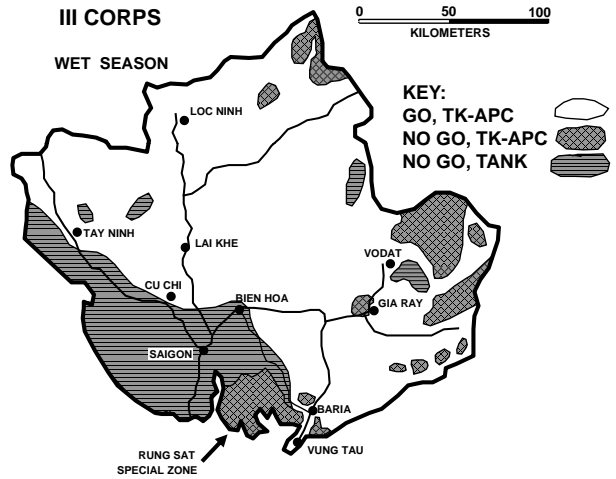 III CORPS
WET SEASON
0 50 100
KILOMETERS
KEY:
GO, TK-APC
NO GO, TK-APC
NO GO, TANK
LOC NINH
TAY NINH
LAI KHE
VODAT
CU CHI
BIEN HOA
GIA RAY
SAIGON
BARIA
VUNG TAU
RUNG SAT
SPECIAL ZONE